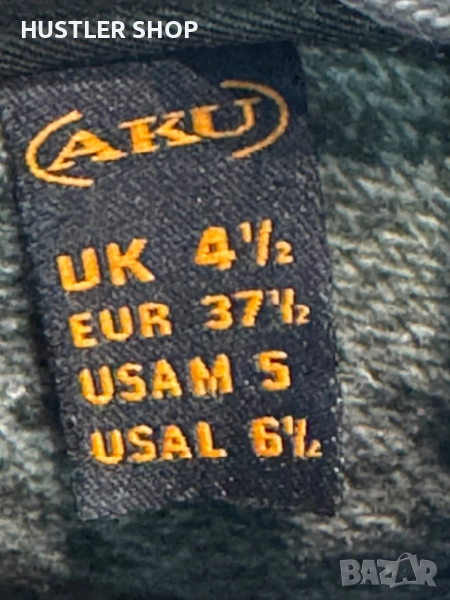 HUSTLER SHOP
AKU
UK 4½
EUR 37½
USAM 5
USAL 6½
BAZAR